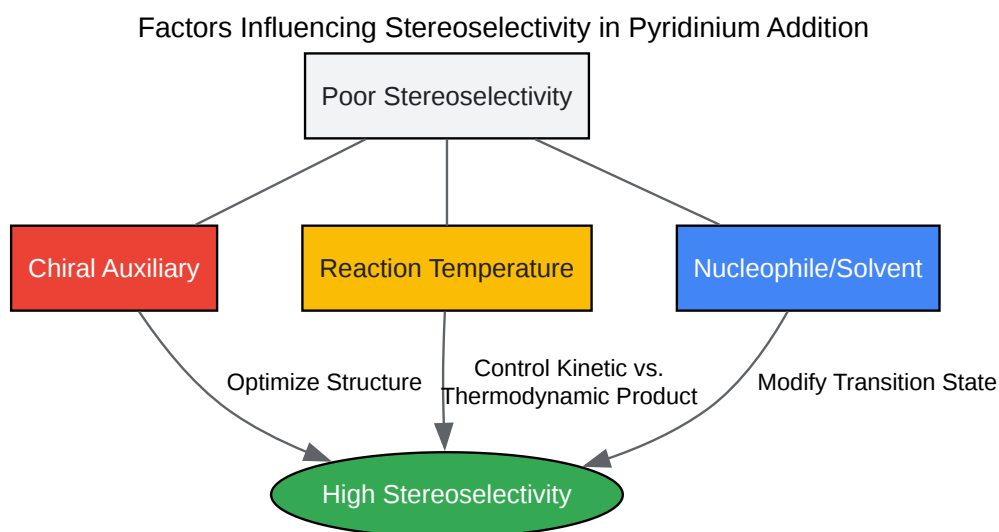 Factors Influencing Stereoselectivity in Pyridinium Addition
Poor Stereoselectivity
Chiral Auxiliary
Reaction Temperature
Nucleophile/Solvent
Optimize Structure
Control Kinetic vs.
Thermodynamic Product
Modify Transition State
High Stereoselectivity